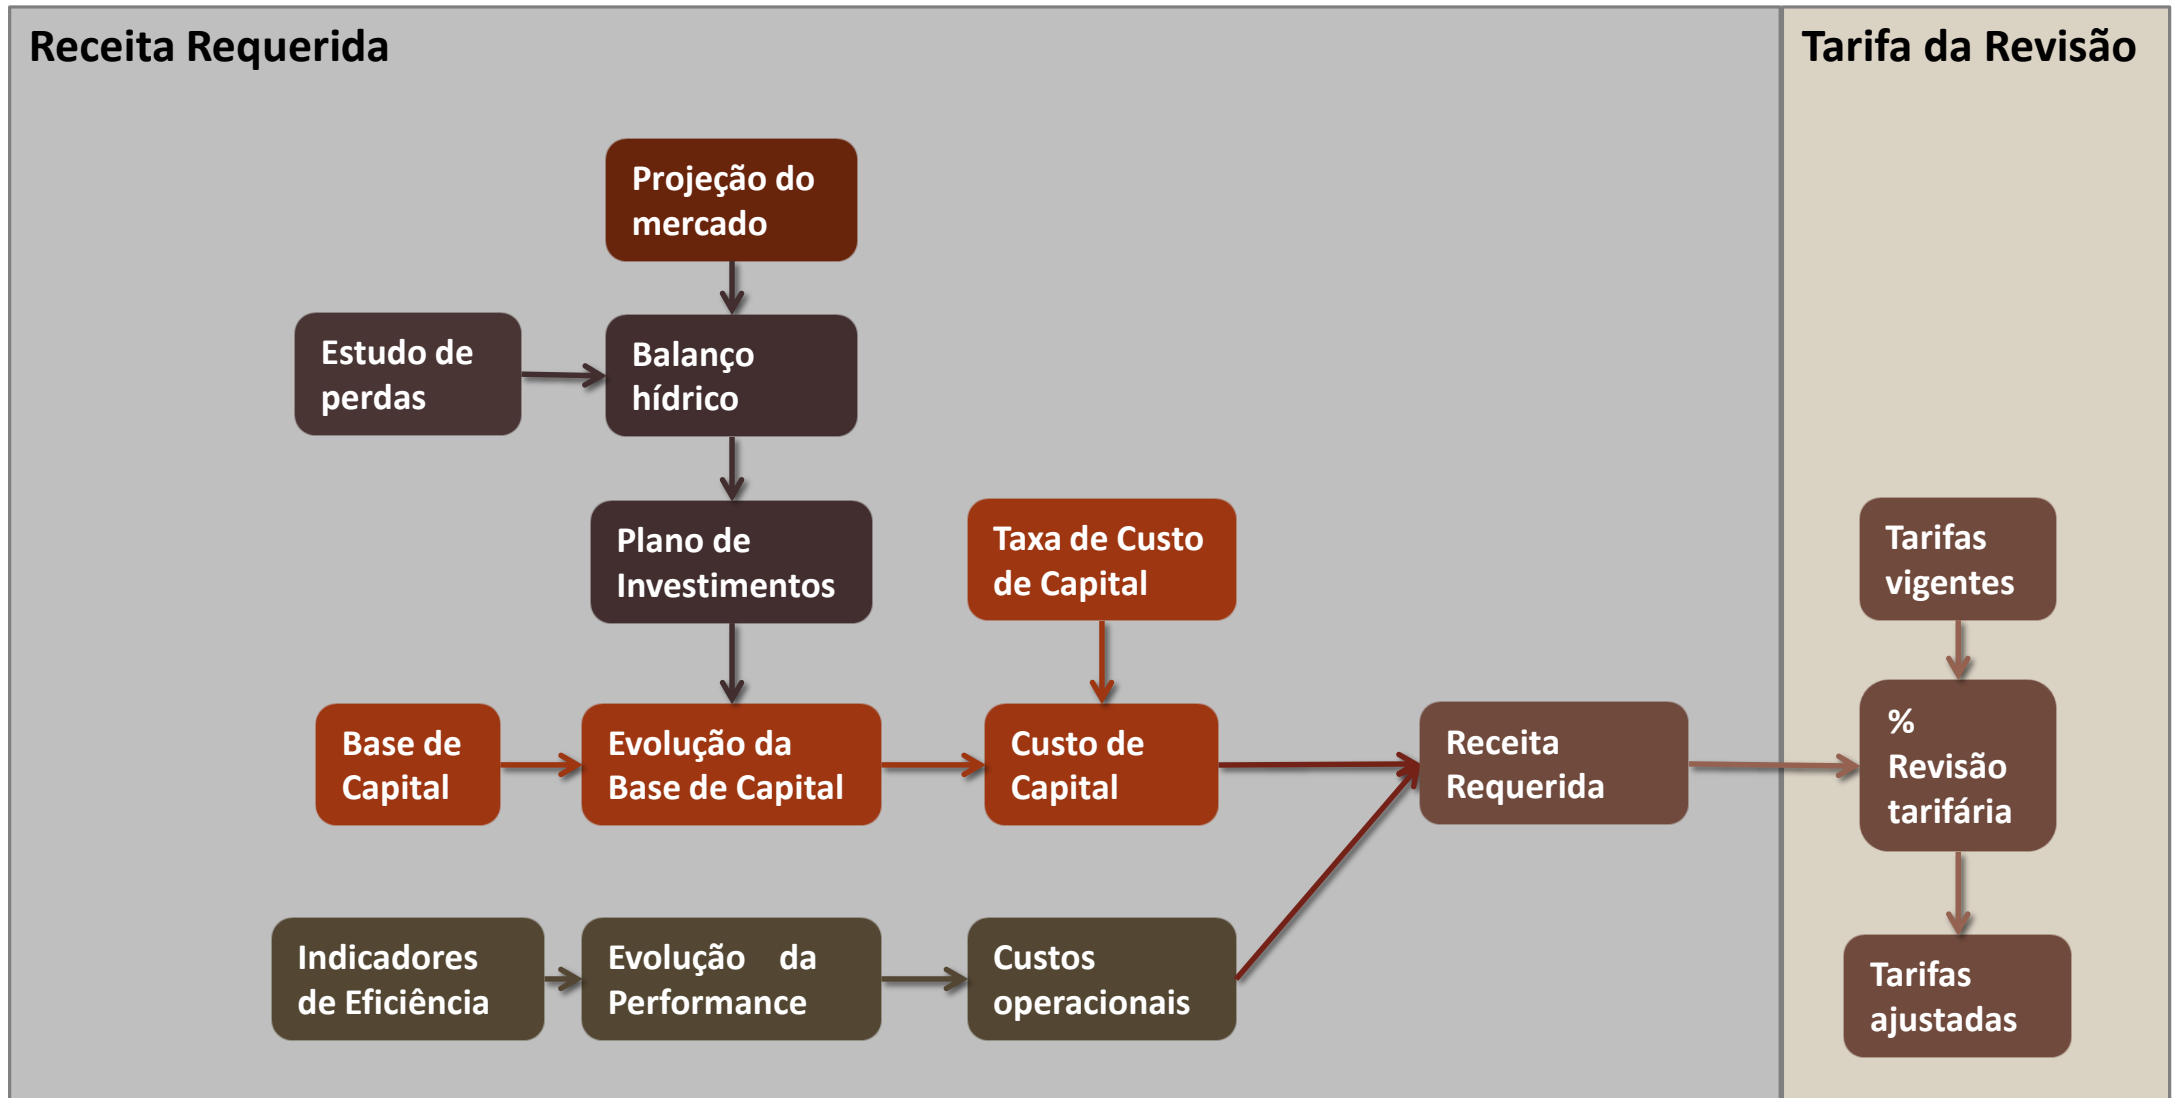 Receita Requerida
Tarifa da Revisão
Projeção do
mercado
Estudo de
perdas
Balanço
hídrico
Plano de
Investimentos
Taxa de Custo
de Capital
Tarifas
vigentes
Base de
Capital
Evolução da
Base de Capital
Custo de
Capital
Receita
Requerida
%
Revisão
tarifária
Indicadores
de Eficiência
Evolução da
Performance
Custos
operacionais
Tarifas
ajustadas